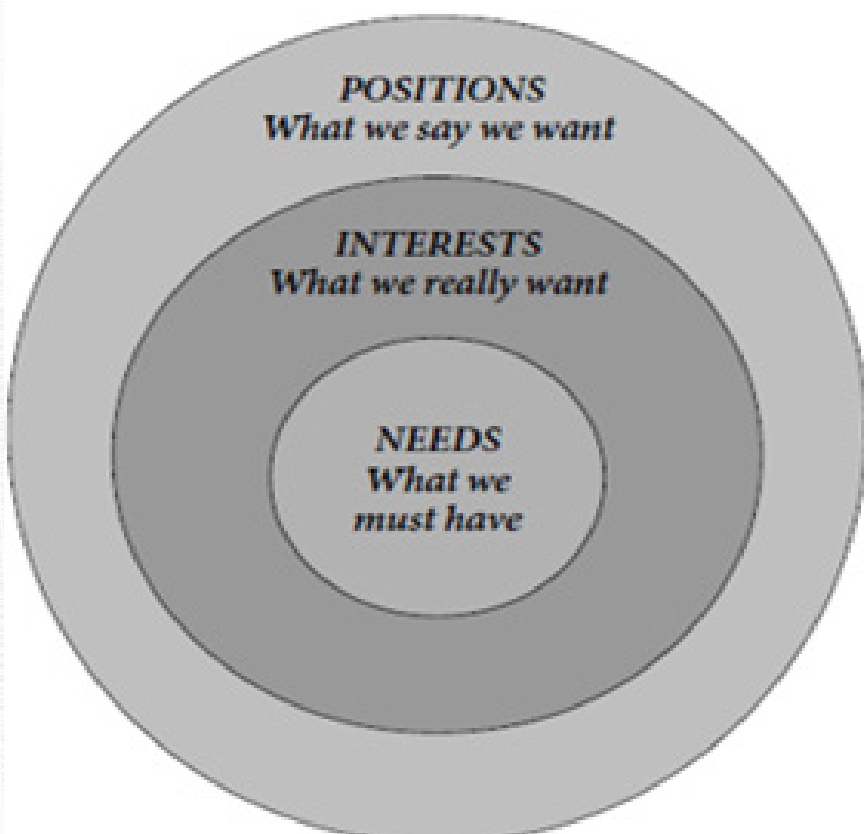 POSITIONS
What we say we want
INTERESTS
What we really want
NEEDS
What we
must have